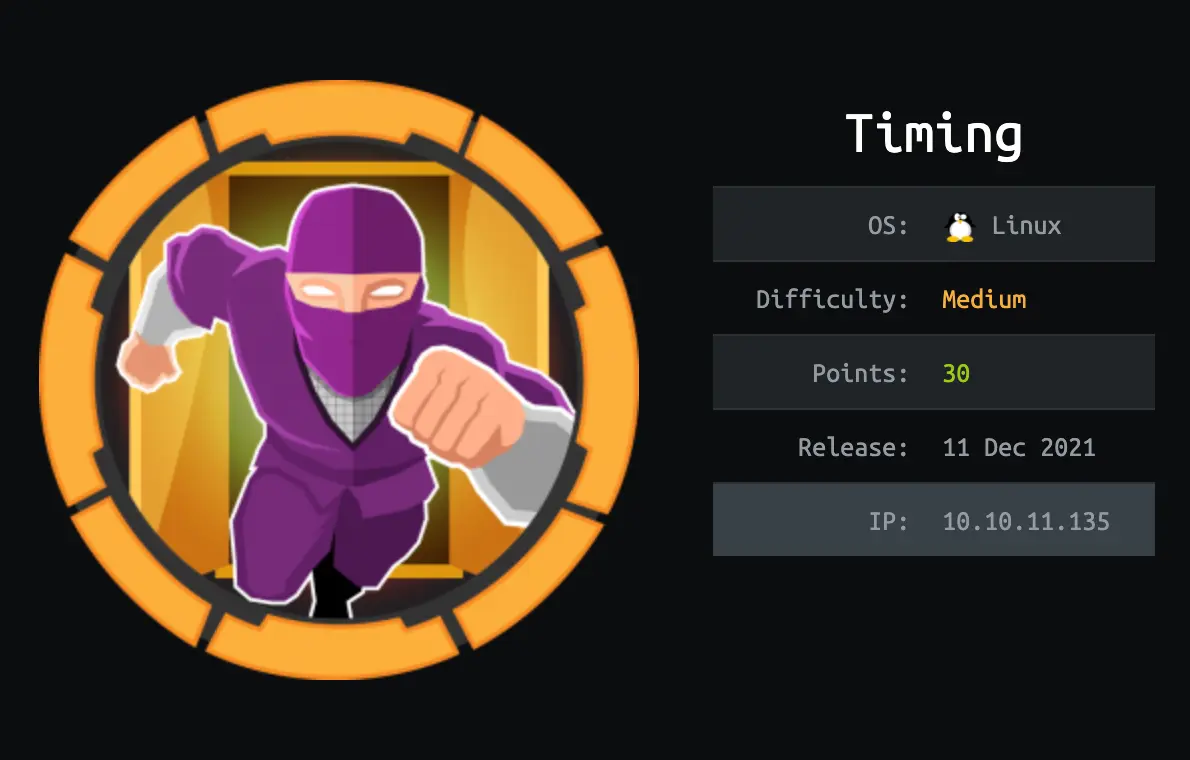 Timing
OS: Linux
Difficulty: Medium
Points: 30
Release: 11 Dec 2021
IP: 10.10.11.135